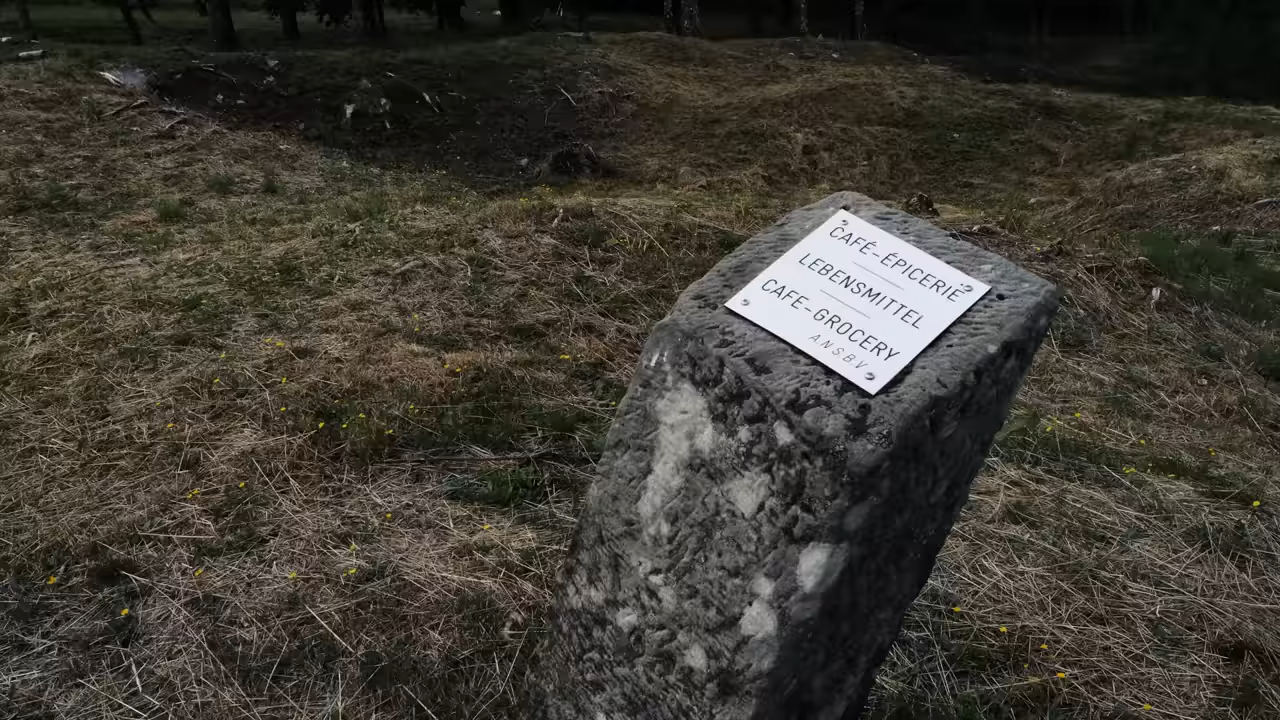 CAFÉ-ÉPICERIE
LEBENSMITTEL
CAFE-GROCERY
A.N.S.B.V